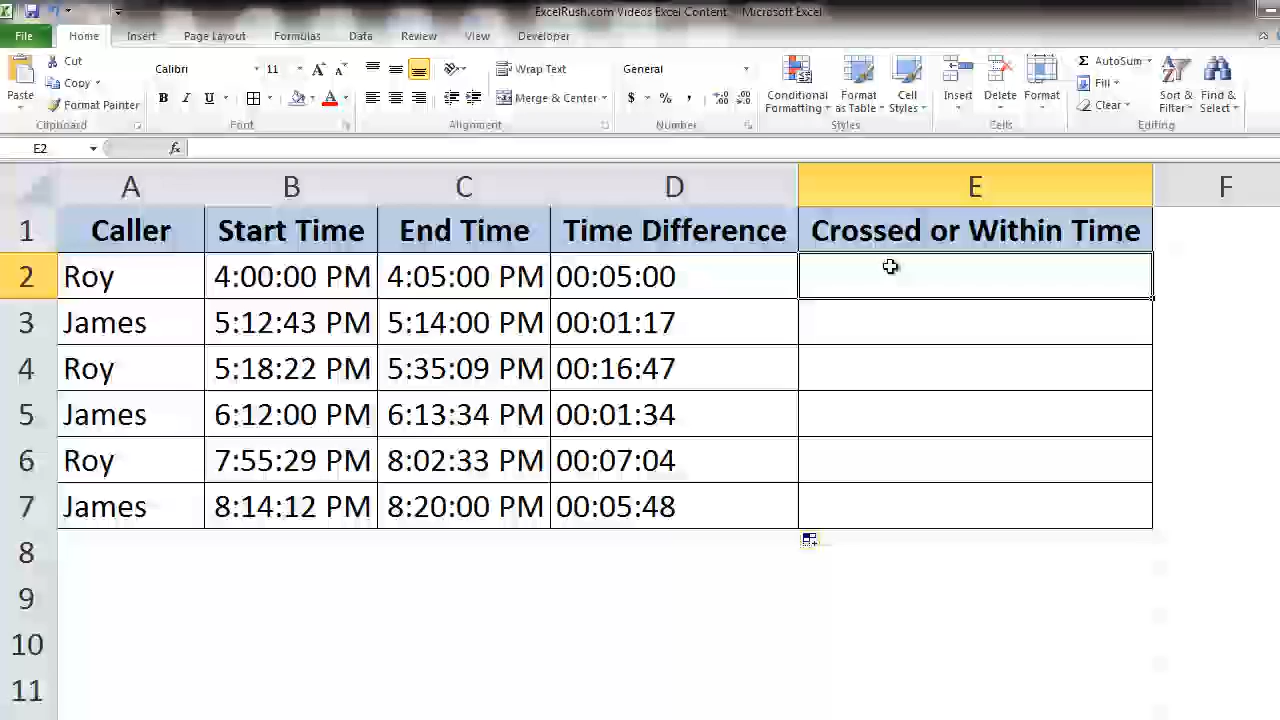 ExcelRush.com Videos Excel Content - Microsoft Excel
File Home Insert Page Layout Formulas Data Review View Developer
Cut
Copy
Format Painter
Paste
Clipboard
Calibri 11 A A
B I U A
Font
Wrap Text
Merge & Center
Alignment
General
$ % , .0 .00 .00 .0
Number
Conditional Formatting
Format as Table
Cell Styles
Styles
Insert Delete Format
Cells
Σ AutoSum
Fill
Clear
Sort & Filter
Find & Select
Editing
E2 fx
A B C D E F
1 Caller Start Time End Time Time Difference Crossed or Within Time
2 Roy 4:00:00 PM 4:05:00 PM 00:05:00
3 James 5:12:43 PM 5:14:00 PM 00:01:17
4 Roy 5:18:22 PM 5:35:09 PM 00:16:47
5 James 6:12:00 PM 6:13:34 PM 00:01:34
6 Roy 7:55:29 PM 8:02:33 PM 00:07:04
7 James 8:14:12 PM 8:20:00 PM 00:05:48
8
9
10
11